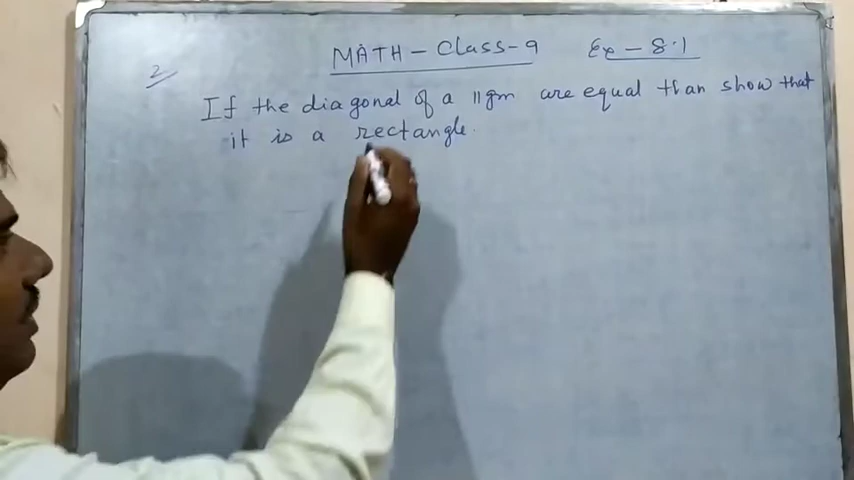 MATH - Class - 9 Ex - 8.1
2
If the diagonal of a ||gm are equal than show that
it is a rectangle.